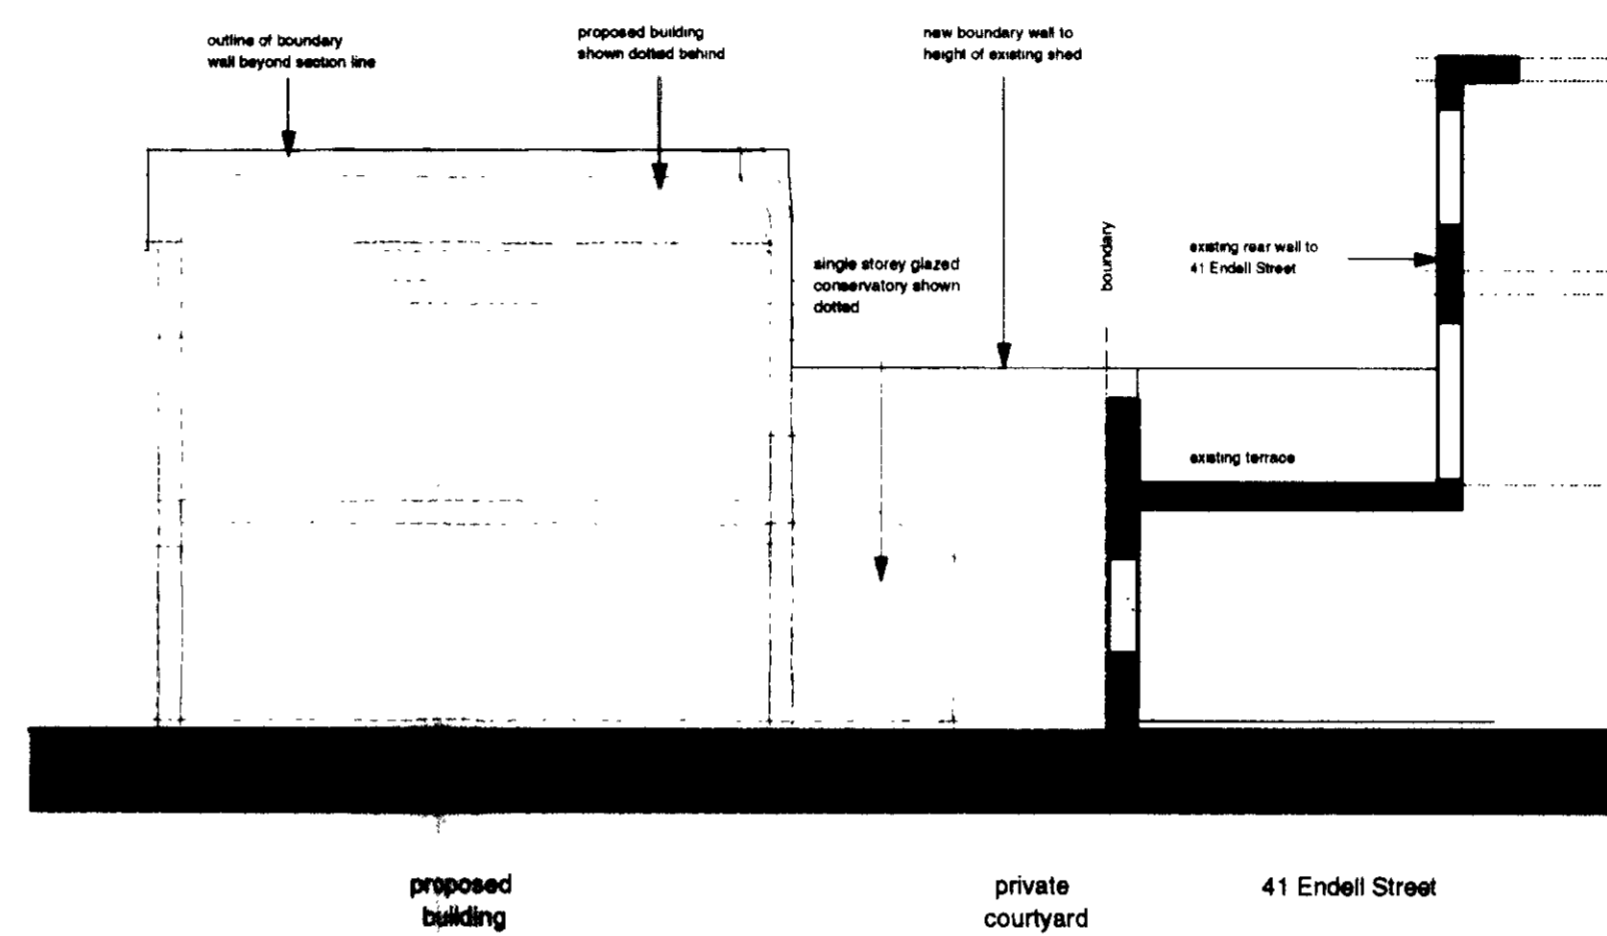 outline of boundary
wall beyond section line
proposed building
shown dotted behind
new boundary wall to
height of existing shed
single storey glazed
conservatory shown
dotted
boundary
existing rear wall to
41 Endell Street
existing terrace
proposed
building
private
courtyard
41 Endell Street